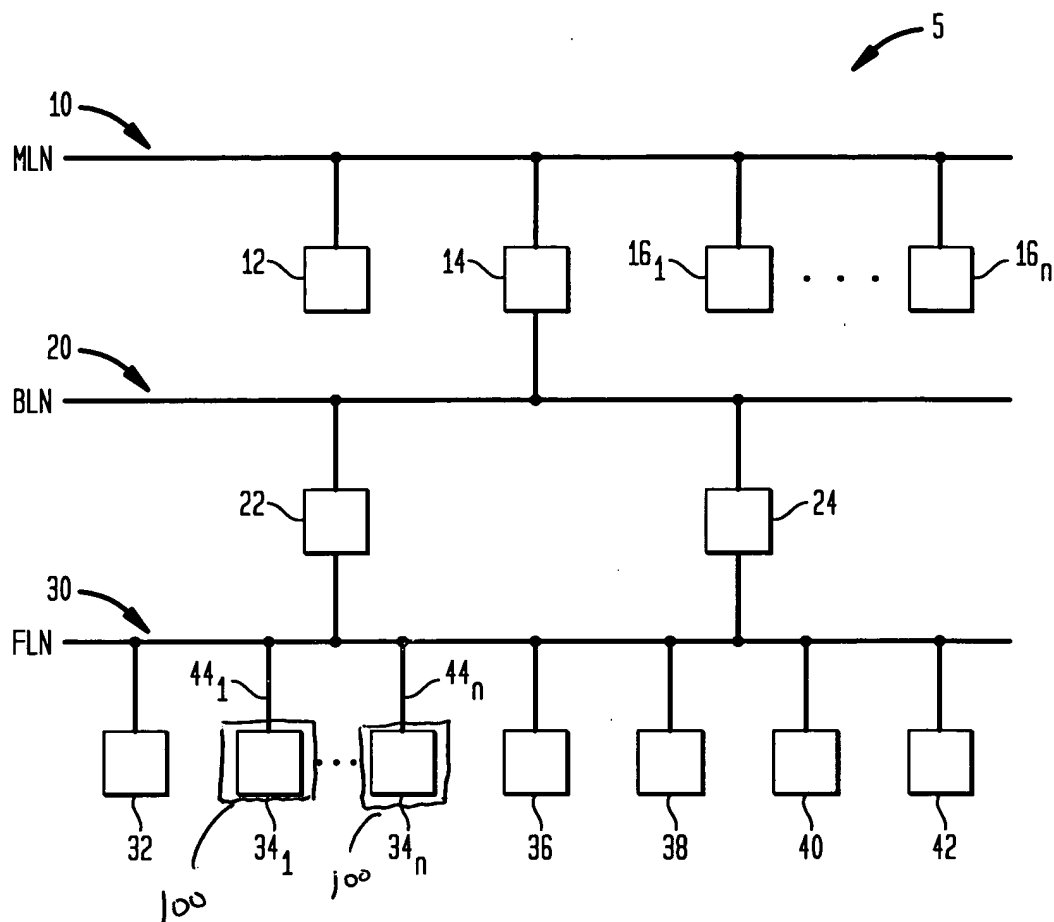 5
10
MLN
12 14 16₁ . . . 16ₙ
20
BLN
22 24
30
FLN
44₁ 44ₙ
. . .
32 34₁ 34ₙ 36 38 40 42
100 100